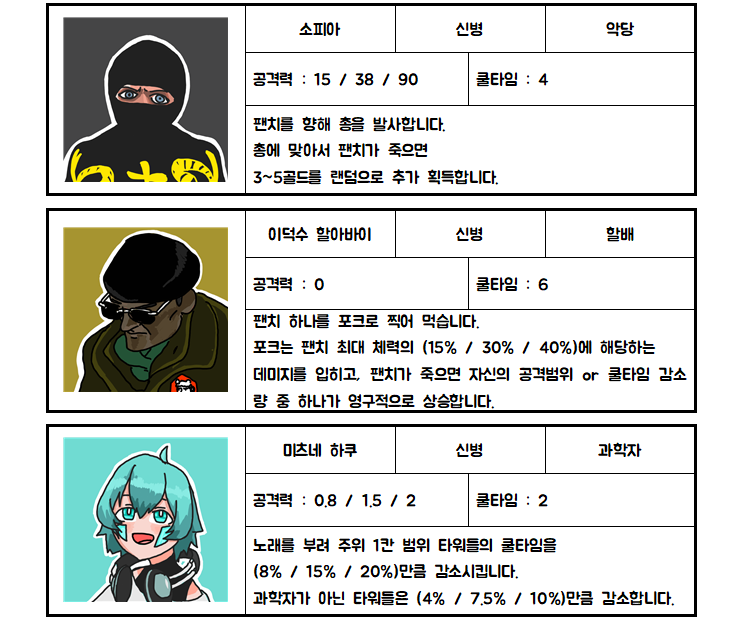 소피아 신병 악당
공격력 : 15 / 38 / 90 쿨타임 : 4
팬치를 향해 총을 발사합니다.
총에 맞아서 팬치가 죽으면
3~5골드를 랜덤으로 추가 획득합니다.
이덕수 할아바이 신병 할배
공격력 : 0 쿨타임 : 6
팬치 하나를 포크로 찍어 먹습니다.
포크는 팬치 최대 체력의 (15% / 30% / 40%)에 해당하는
데미지를 입히고, 팬치가 죽으면 자신의 공격범위 or 쿨타임 감소
량 중 하나가 영구적으로 상승합니다.
미츠네 하쿠 신병 과학자
공격력 : 0.8 / 1.5 / 2 쿨타임 : 2
노래를 부려 주위 1칸 범위 타워들의 쿨타임을
(8% / 15% / 20%)만큼 감소시킵니다.
과학자가 아닌 타워들은 (4% / 7.5% / 10%)만큼 감소합니다.